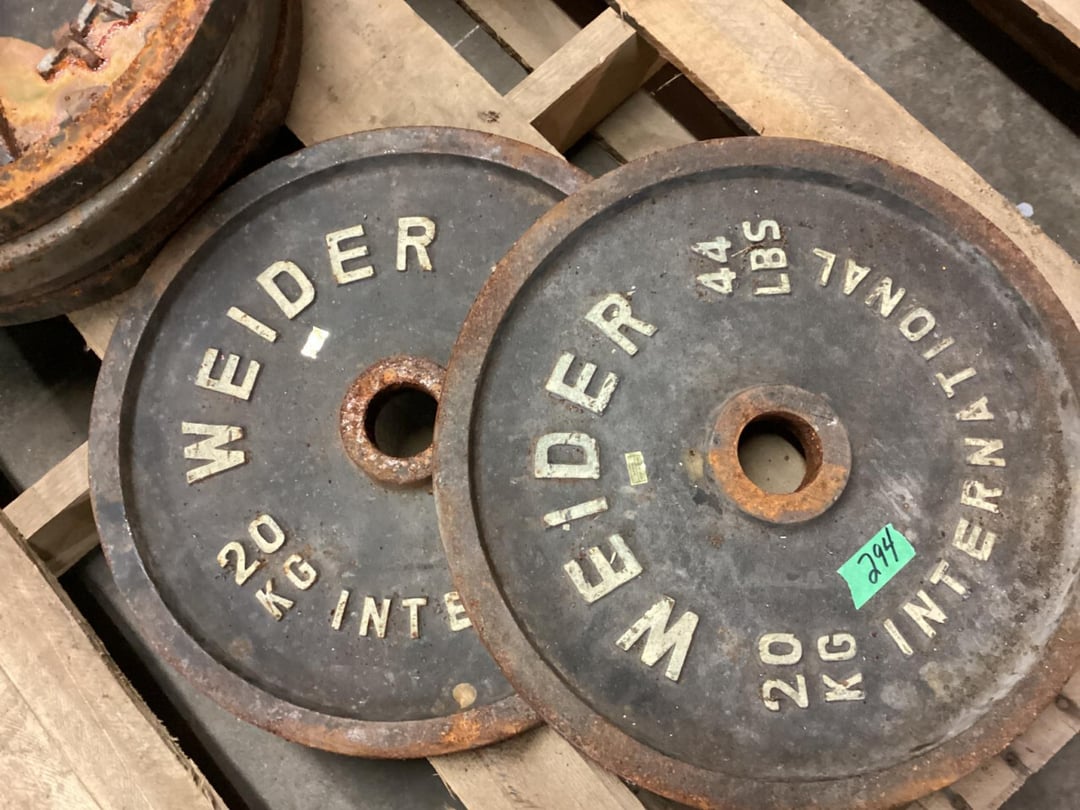 WEIDER
20
KG
INTE
WEIDER
44
LBS
INTERNATIONAL
20
KG
294